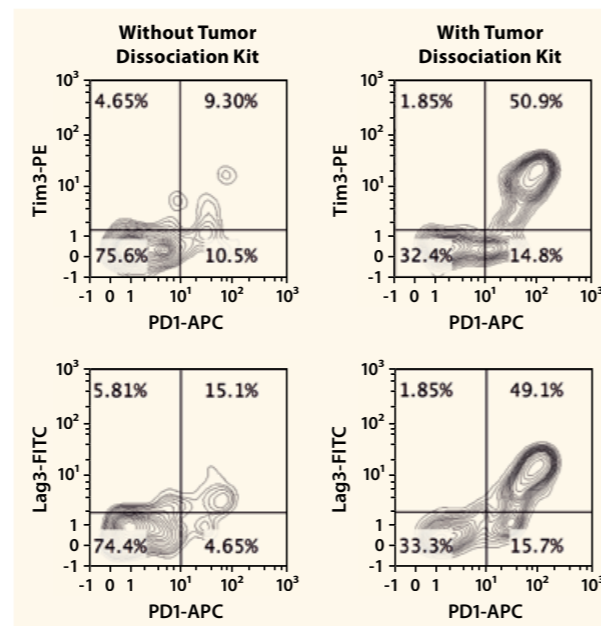 Without Tumor
Dissociation Kit
With Tumor
Dissociation Kit
10³
10²
10¹
1
0
-1
Tim3-PE
4.65%
9.30%
75.6%
10.5%
-1 0 1 10¹ 10² 10³
PD1-APC
10³
10²
10¹
1
0
-1
Tim3-PE
1.85%
50.9%
32.4%
14.8%
-1 0 1 10¹ 10² 10³
PD1-APC
10³
10²
10¹
1
0
-1
Lag3-FITC
5.81%
15.1%
74.4%
4.65%
-1 0 1 10¹ 10² 10³
PD1-APC
10³
10²
10¹
1
0
-1
Lag3-FITC
1.85%
49.1%
33.3%
15.7%
-1 0 1 10¹ 10² 10³
PD1-APC